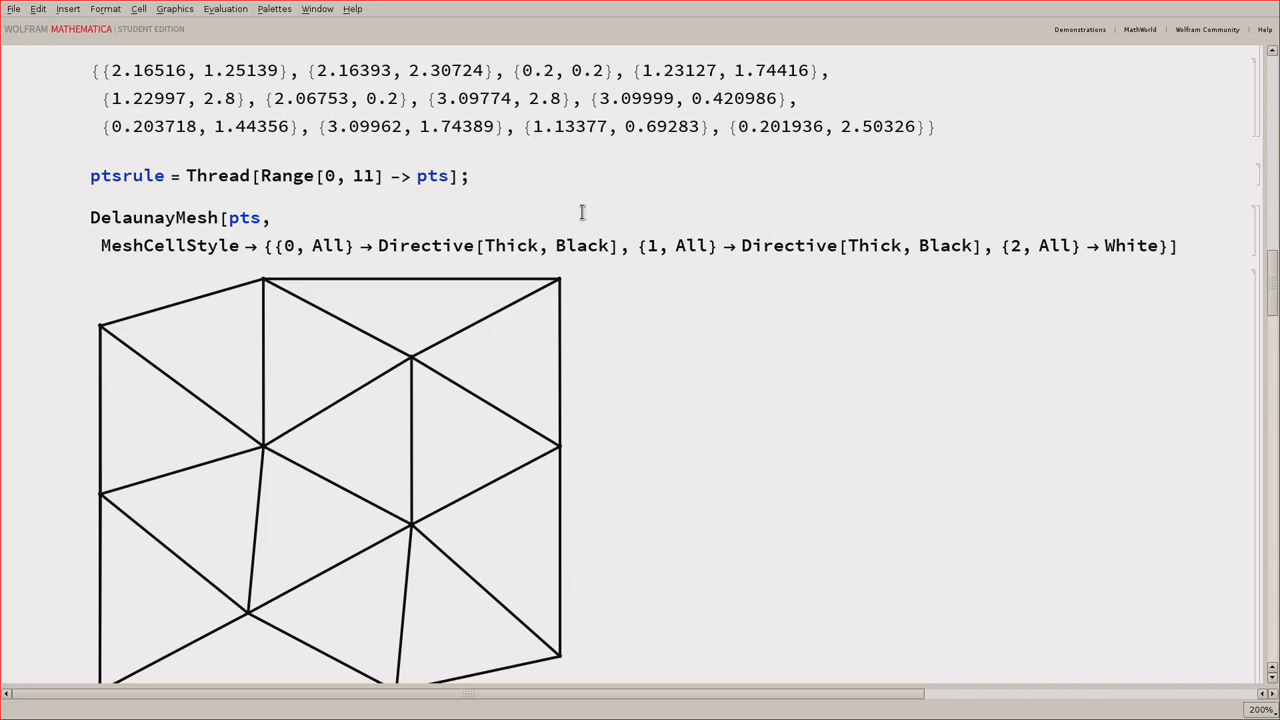 File Edit Insert Format Cell Graphics Evaluation Palettes Window Help
WOLFRAM MATHEMATICA | STUDENT EDITION
Demonstrations | MathWorld | Wolfram Community | Help
{{2.16516, 1.25139}, {2.16393, 2.30724}, {0.2, 0.2}, {1.23127, 1.74416},
{1.22997, 2.8}, {2.06753, 0.2}, {3.09774, 2.8}, {3.09999, 0.420986},
{0.203718, 1.44356}, {3.09962, 1.74389}, {1.13377, 0.69283}, {0.201936, 2.50326}}
ptsrule = Thread[Range[0, 11] -> pts];
DelaunayMesh[pts,
MeshCellStyle → {{0, All} → Directive[Thick, Black], {1, All} → Directive[Thick, Black], {2, All} → White}]
200%